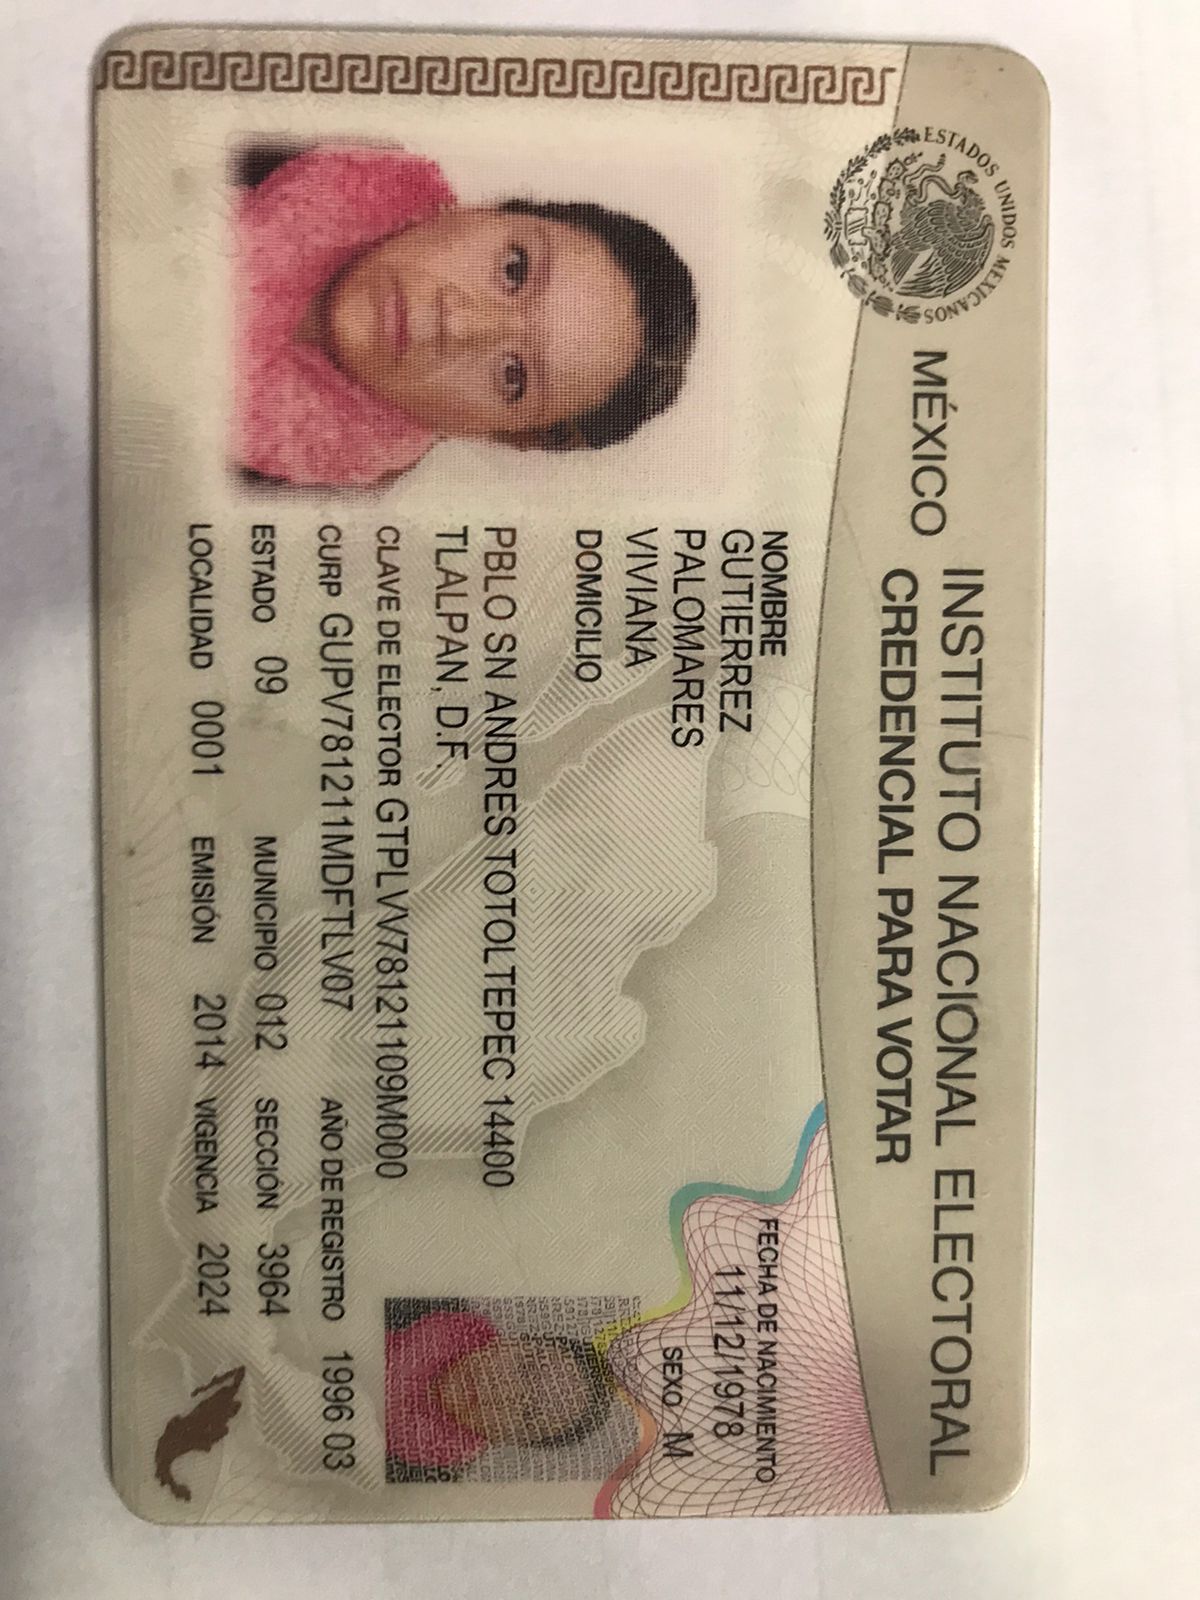 ESTADOS UNIDOS MEXICANOS
MÉXICO
INSTITUTO NACIONAL ELECTORAL
CREDENCIAL PARA VOTAR
NOMBRE
GUTIERREZ
PALOMARES
VIVIANA
FECHA DE NACIMIENTO
11/12/1978
SEXO M
DOMICILIO
PBLO SN ANDRES TOTOLTEPEC 14400
TLALPAN, D.F.
CLAVE DE ELECTOR GTPLVV78121109M000
CURP GUPV781211MDFTLV07 AÑO DE REGISTRO 1996 03
ESTADO 09 MUNICIPIO 012 SECCIÓN 3964
LOCALIDAD 0001 EMISIÓN 2014 VIGENCIA 2024